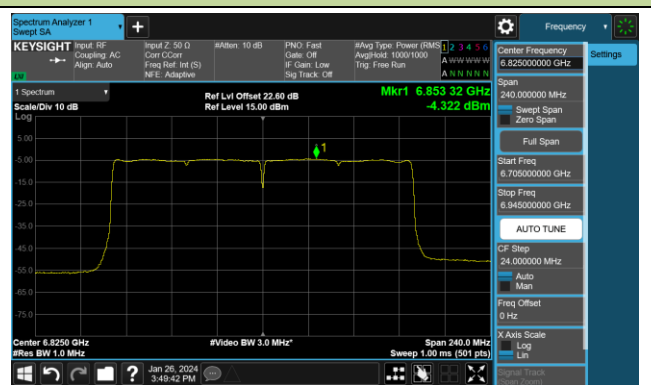 Spectrum Analyzer 1
Swept SA
Frequency
KEYSIGHT
Input: RF
Coupling: AC
Align: Auto
Input Z: 50 Ω
Corr CCorr
Freq Ref: Int (S)
NFE: Adaptive
#Atten: 10 dB
PNO: Fast
Gate: Off
IF Gain: Low
Sig Track: Off
#Avg Type: Power (RMS
Avg|Hold: 1000/1000
Trig: Free Run
1 2 3 4 5 6
A W W W W W
A N N N N N
LW
Center Frequency
6.825000000 GHz
Settings
1 Spectrum
Scale/Div 10 dB
Ref Lvl Offset 22.60 dB
Ref Level 15.00 dBm
Mkr1 6.853 32 GHz
-4.322 dBm
Span
240.000000 MHz
Swept Span
Zero Span
Full Span
Start Freq
6.705000000 GHz
Stop Freq
6.945000000 GHz
AUTO TUNE
CF Step
24.000000 MHz
Auto
Man
Freq Offset
0 Hz
X Axis Scale
Log
Lin
Signal Track
(Span Zoom)
Log
5.00
-5.00
-15.0
-25.0
-35.0
-45.0
-55.0
-65.0
-75.0
1
Center 6.8250 GHz
#Res BW 1.0 MHz
#Video BW 3.0 MHz*
Span 240.0 MHz
Sweep 1.00 ms (501 pts)
Jan 26, 2024
3:49:42 PM